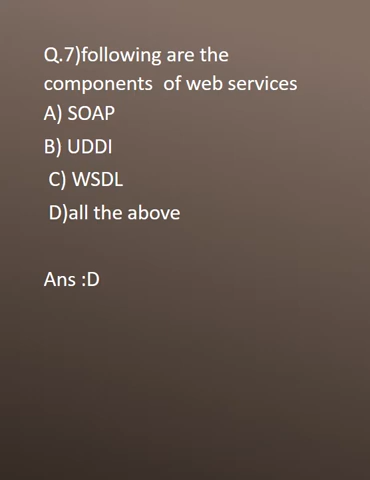 Q.7)following are the
components  of web services
A) SOAP
B) UDDI
C) WSDL
D)all the above
Ans :D